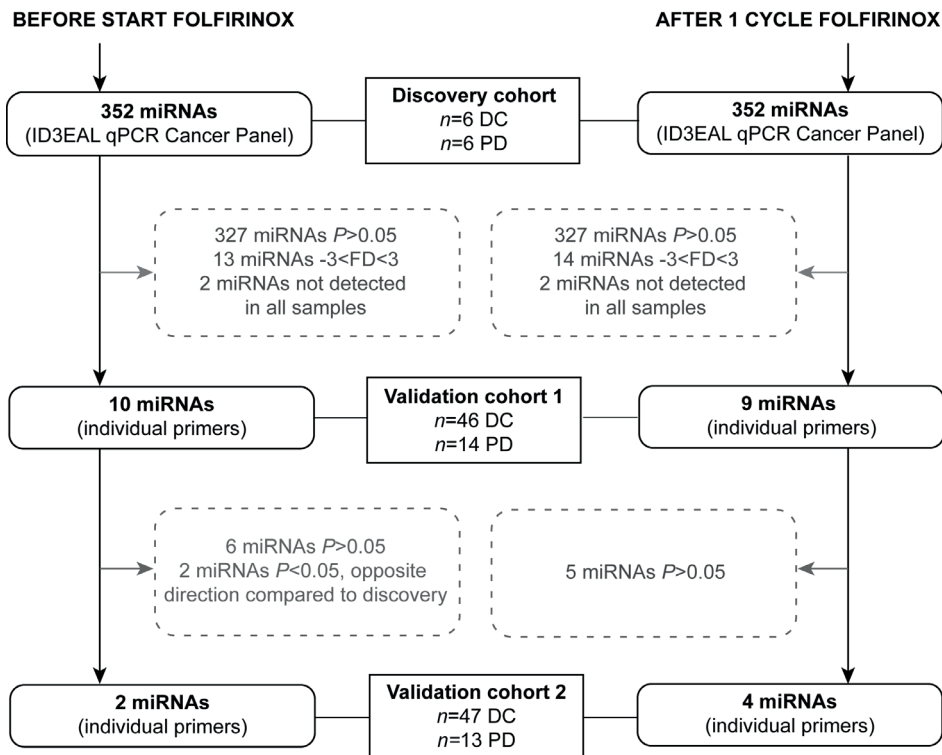 BEFORE START FOLFIRINOX
AFTER 1 CYCLE FOLFIRINOX
352 miRNAs
(ID3EAL qPCR Cancer Panel)
Discovery cohort
n=6 DC
n=6 PD
352 miRNAs
(ID3EAL qPCR Cancer Panel)
327 miRNAs P>0.05
13 miRNAs -3<FD<3
2 miRNAs not detected
in all samples
327 miRNAs P>0.05
14 miRNAs -3<FD<3
2 miRNAs not detected
in all samples
10 miRNAs
(individual primers)
Validation cohort 1
n=46 DC
n=14 PD
9 miRNAs
(individual primers)
6 miRNAs P>0.05
2 miRNAs P<0.05, opposite
direction compared to discovery
5 miRNAs P>0.05
2 miRNAs
(individual primers)
Validation cohort 2
n=47 DC
n=13 PD
4 miRNAs
(individual primers)